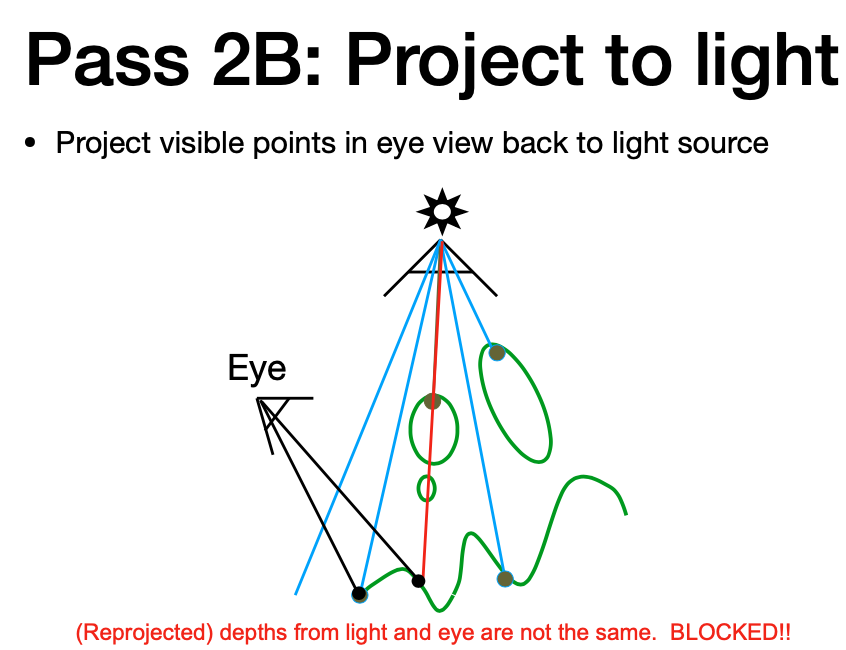 Pass 2B: Project to light
• Project visible points in eye view back to light source
Eye
(Reprojected) depths from light and eye are not the same.  BLOCKED!!